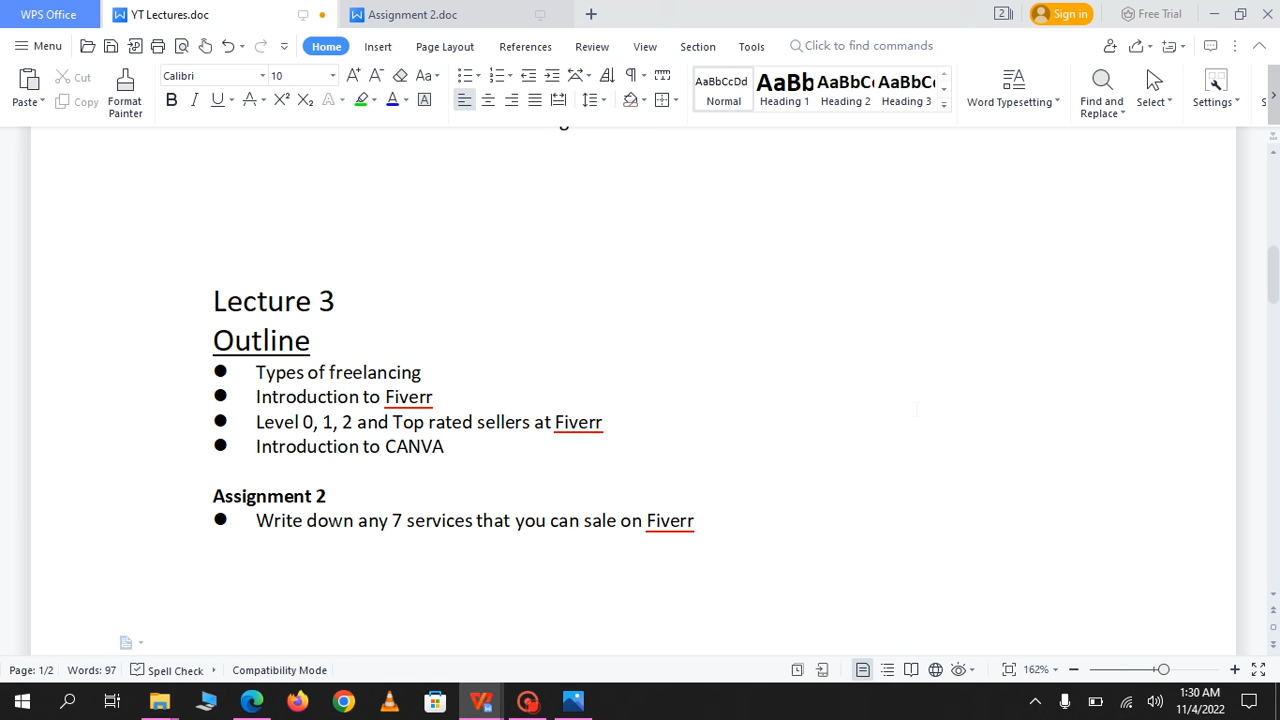 WPS Office
YT Lectures.doc
Assignment 2.doc
2
Sign in
Free Trial
Menu
Home
Insert
Page Layout
References
Review
View
Section
Tools
Click to find commands
Paste
Cut
Copy
Format
Painter
Calibri
10
AaBbCcDd
Normal
AaBb
Heading 1
AaBbC
Heading 2
AaBbC
Heading 3
Word Typesetting
Find and
Replace
Select
Settings
Lecture 3
Outline
● Types of freelancing
● Introduction to Fiverr
● Level 0, 1, 2 and Top rated sellers at Fiverr
● Introduction to CANVA
Assignment 2
● Write down any 7 services that you can sale on Fiverr
Page: 1/2
Words: 97
Spell Check
Compatibility Mode
162%
1:30 AM
11/4/2022